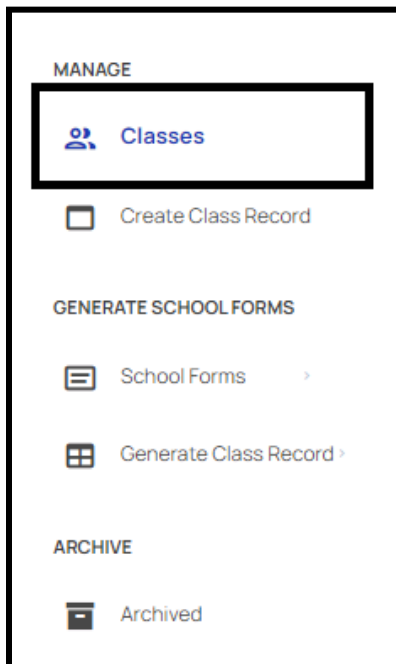 MANAGE
Classes
Create Class Record
GENERATE SCHOOL FORMS
School Forms
Generate Class Record
ARCHIVE
Archived